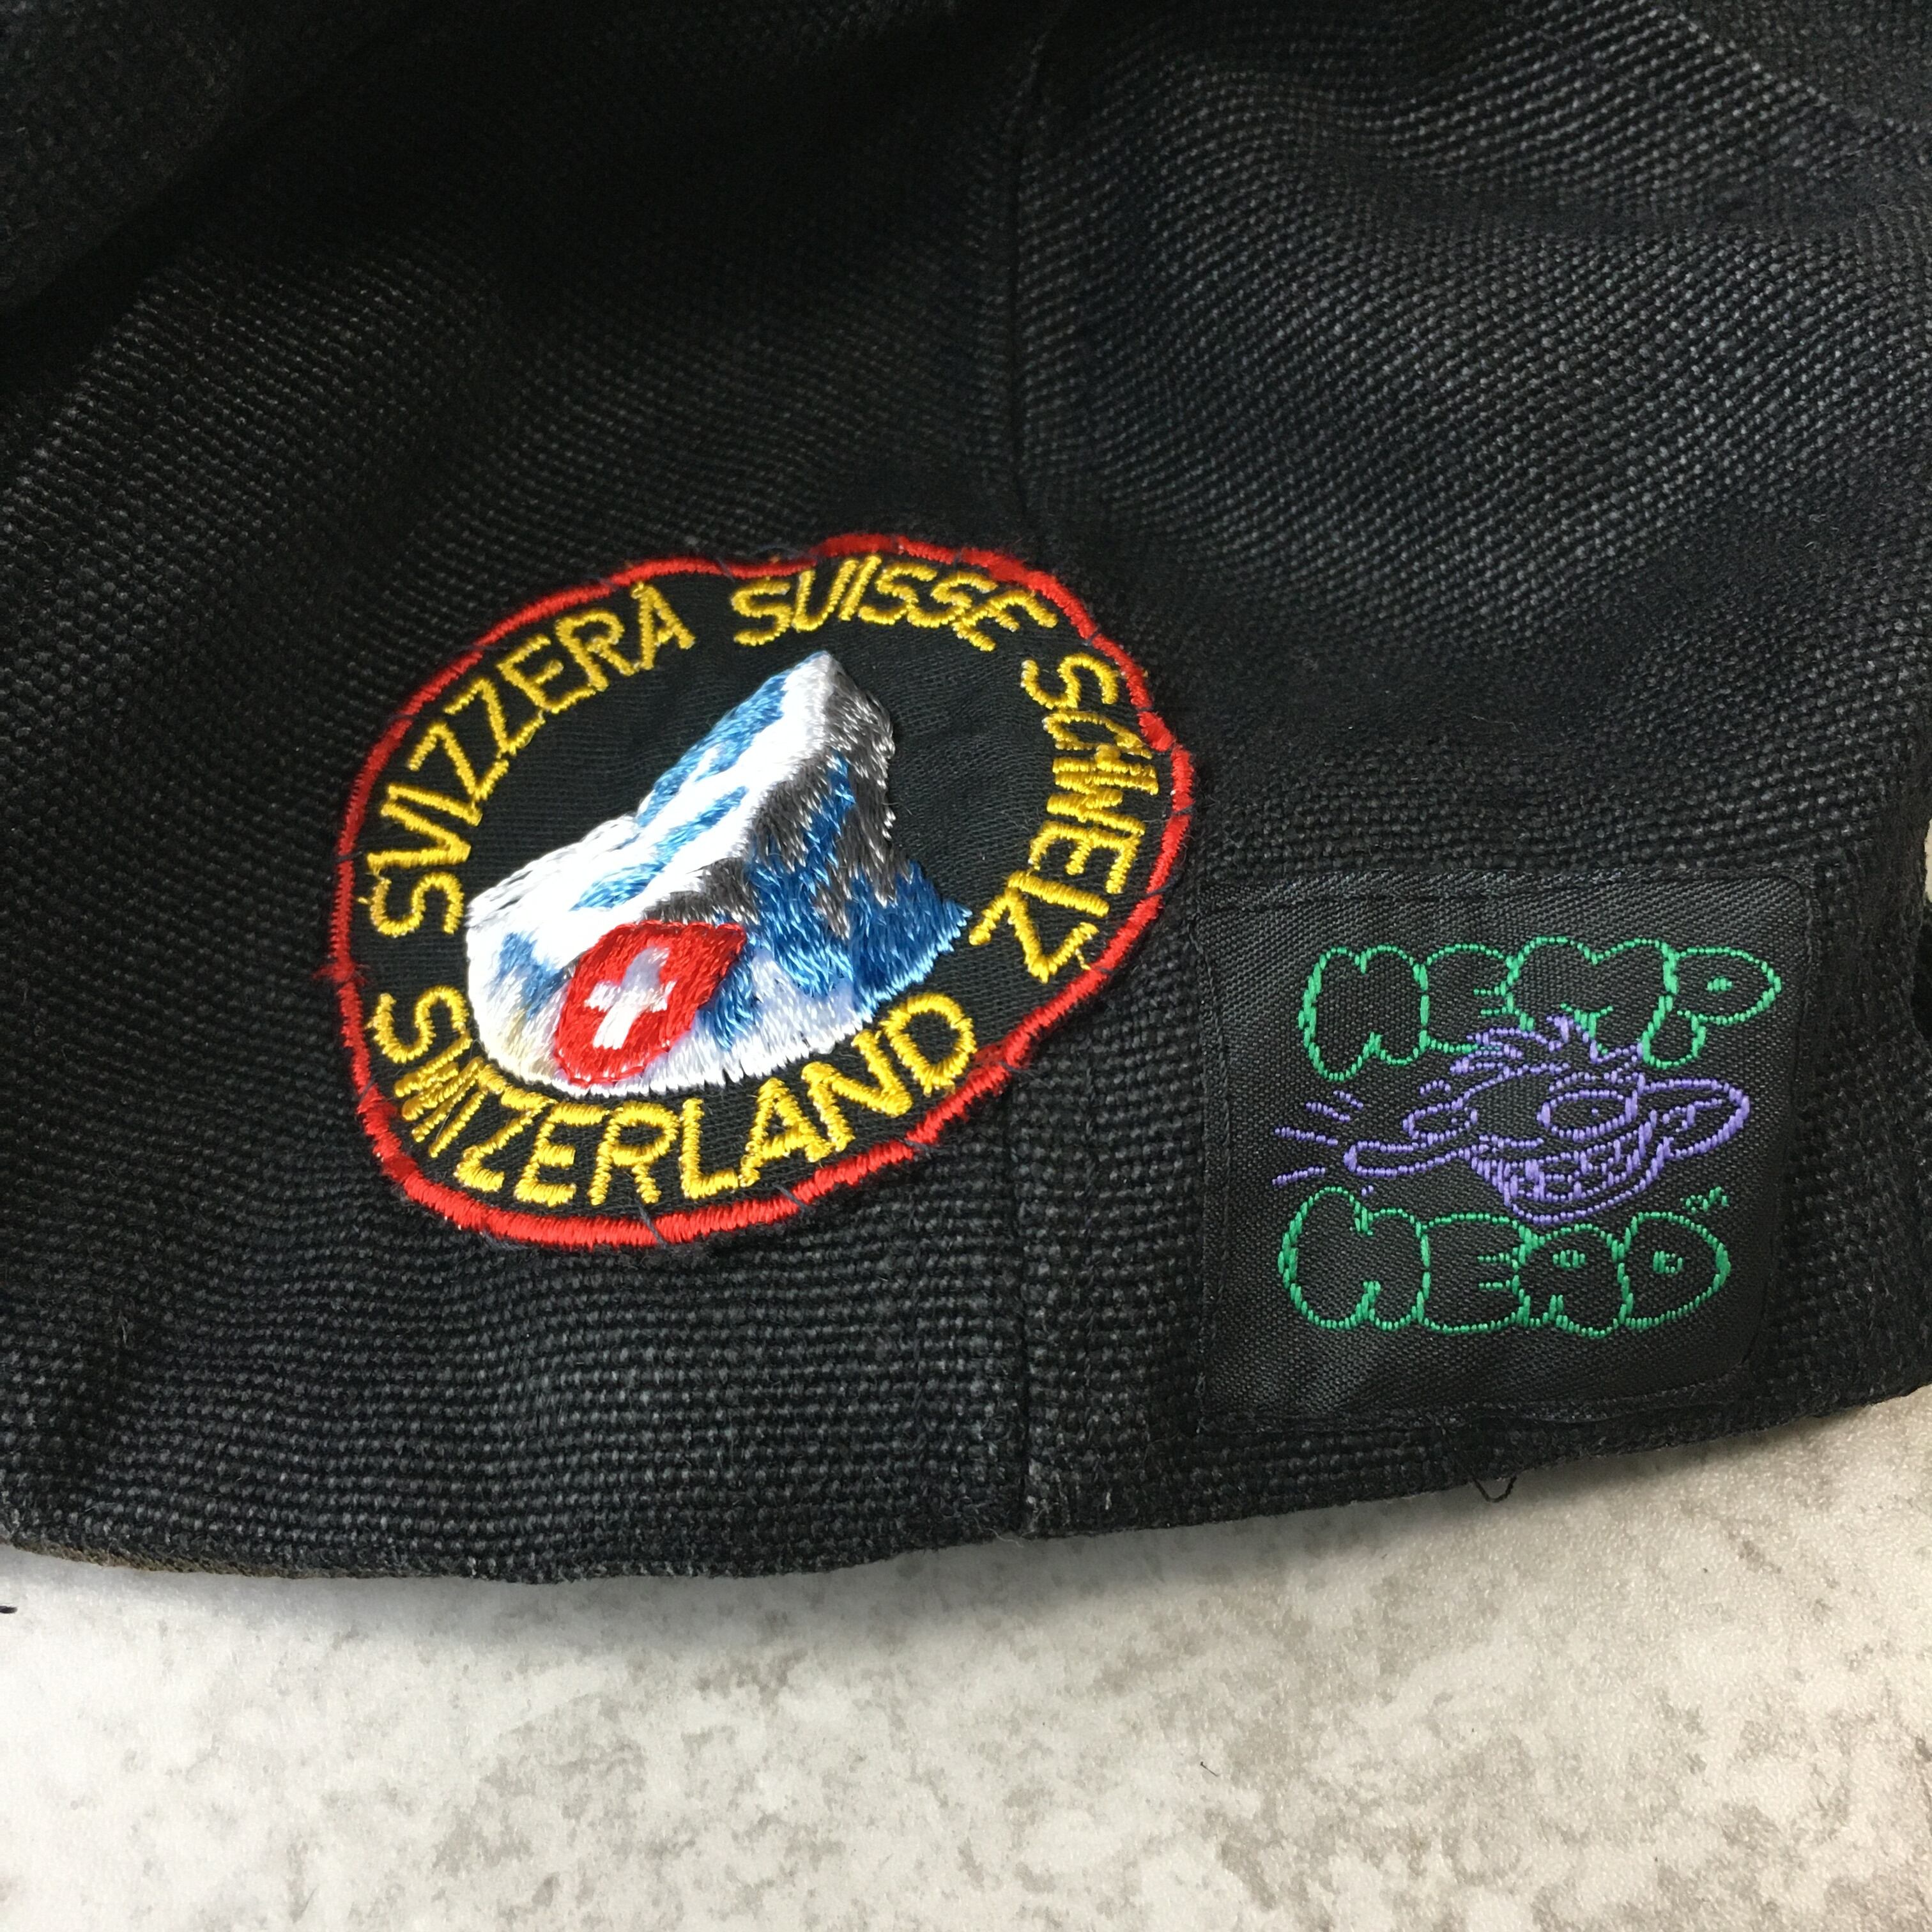 SVIZZERA SUISSE SCHWEIZ
SWITZERLAND
HEMP
HEAD